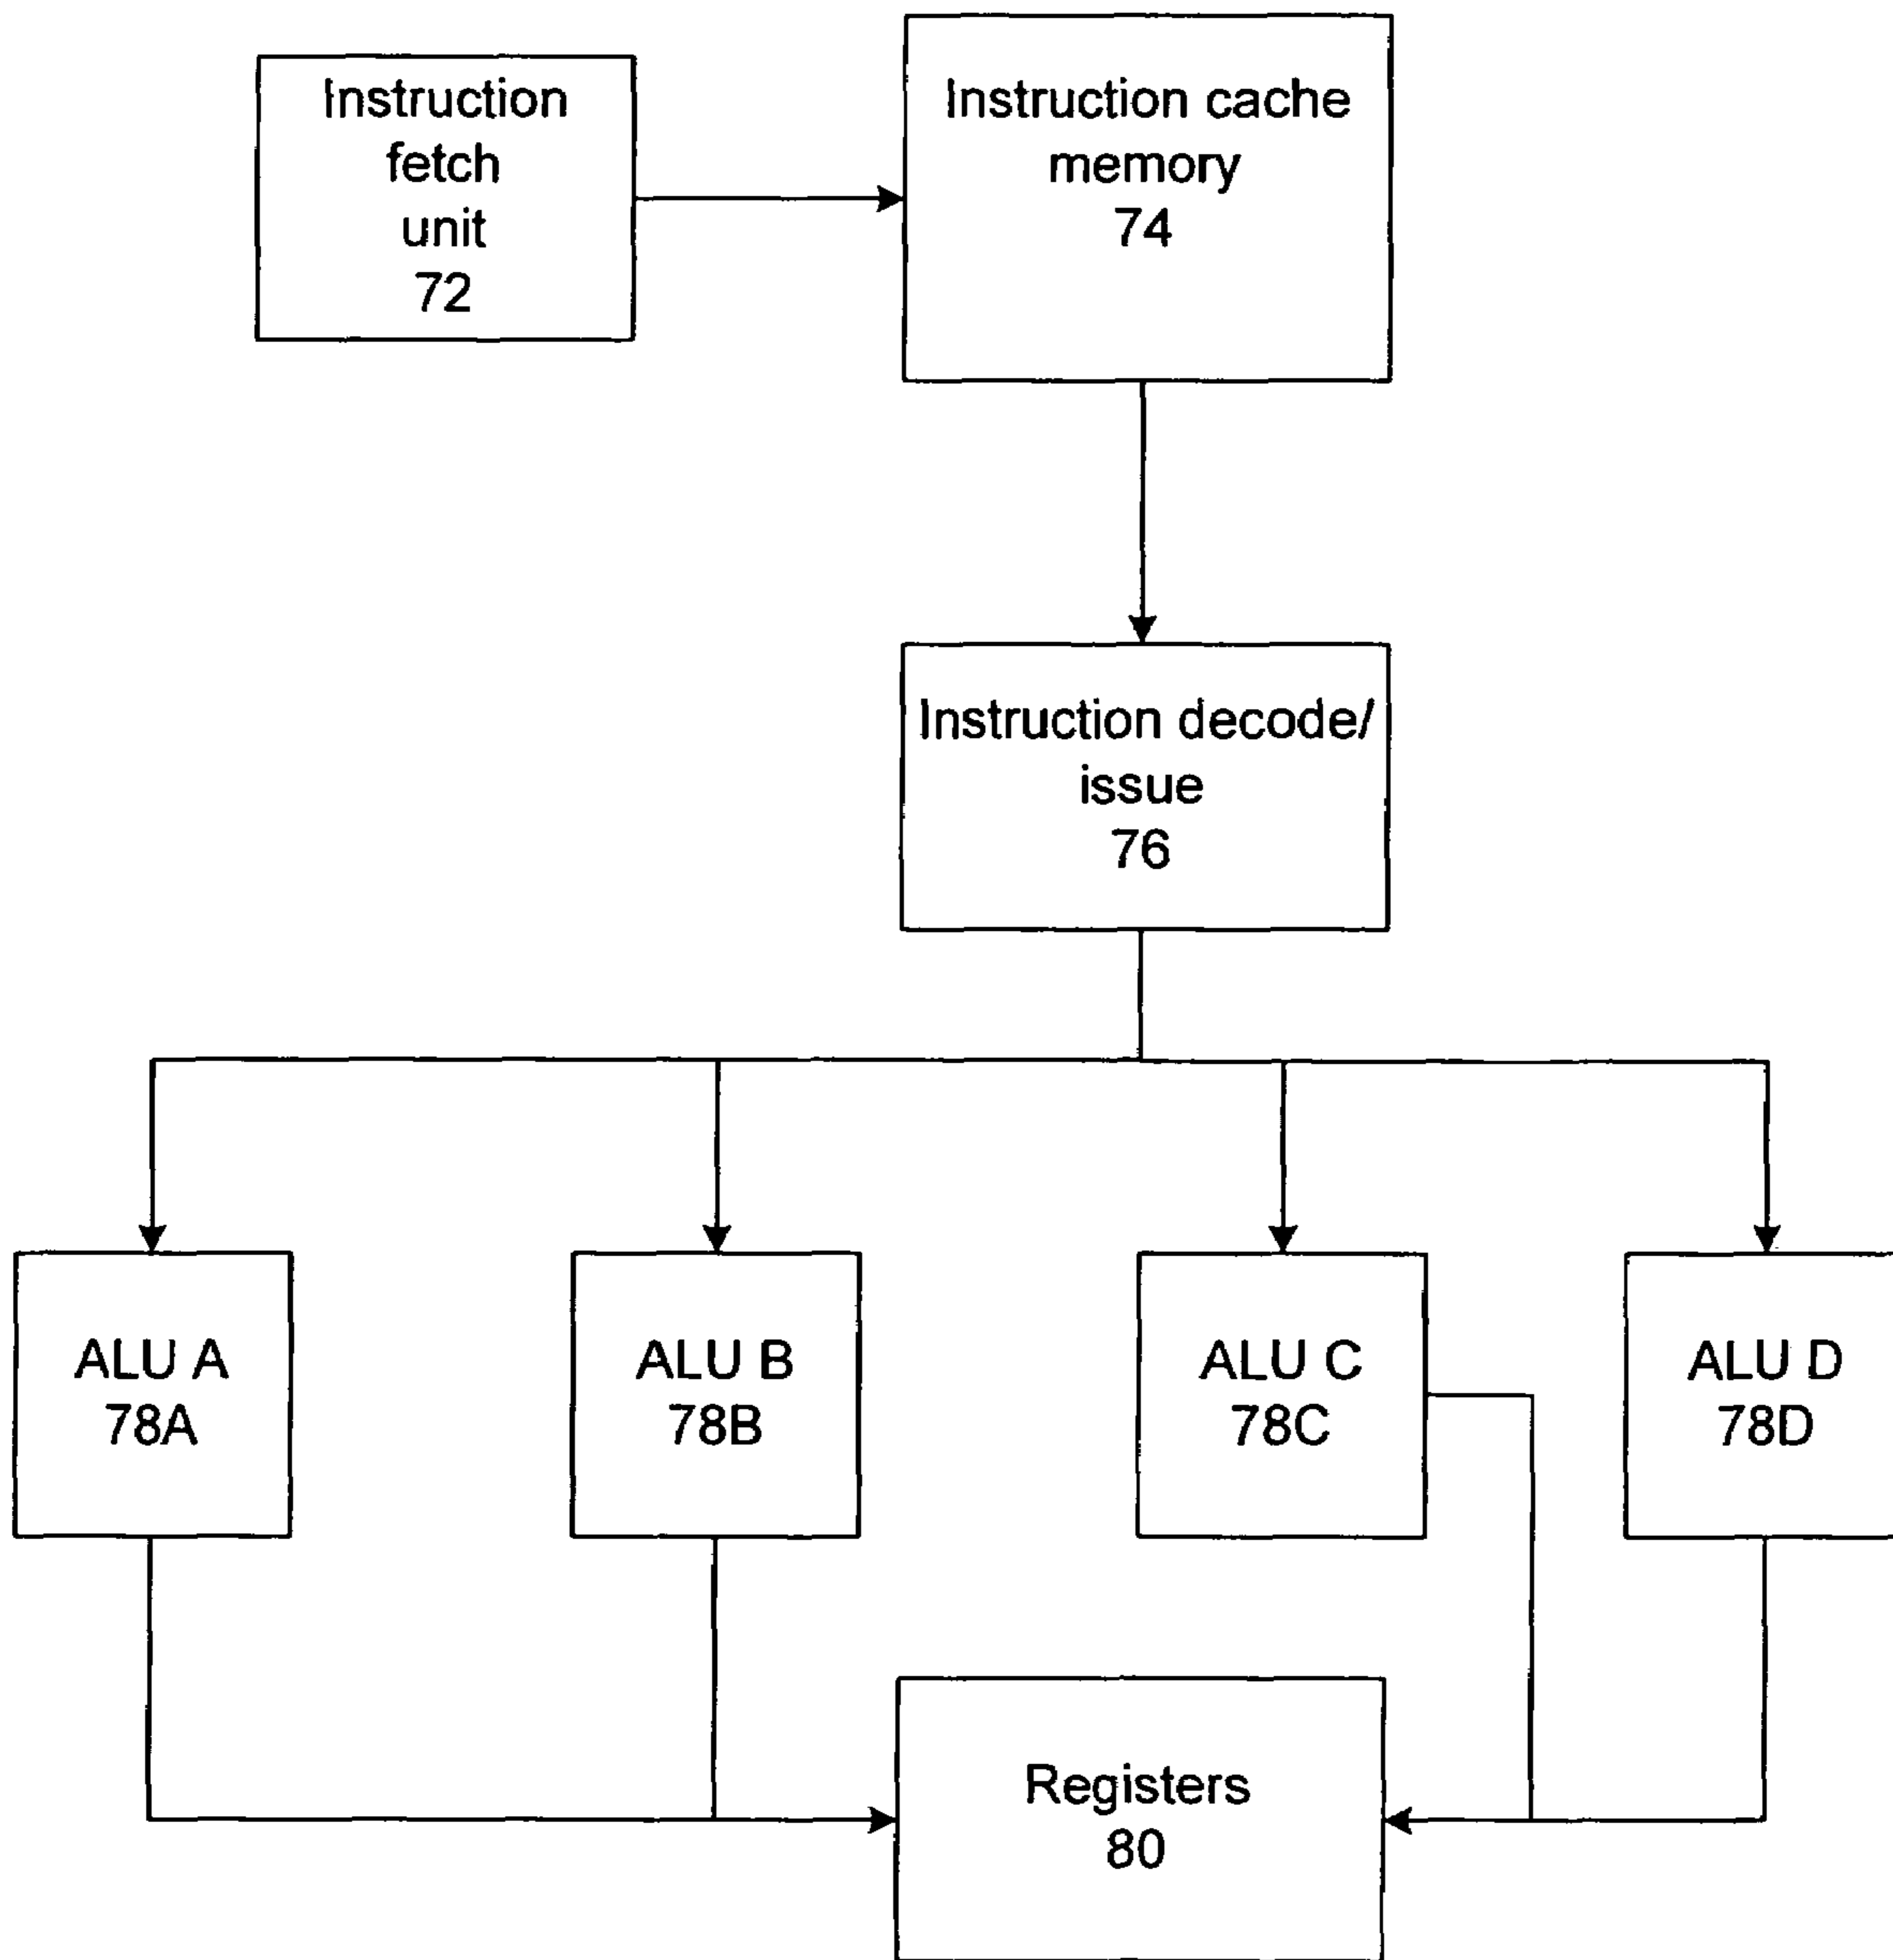 Instruction
fetch
unit
72
Instruction cache
memory
74
Instruction decode/
issue
76
ALU A
78A
ALU B
78B
ALU C
78C
ALU D
78D
Registers
80